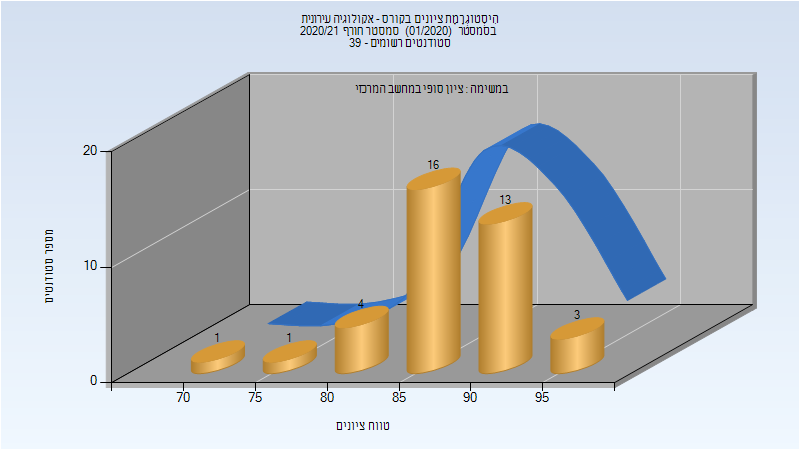 היסטוגרמת ציונים בקורס - אקולוגיה עירונית
בסמסטר (01/2020) סמסטר חורף 2020/21
סטודנטים רשומים - 39
במשימה : ציון סופי במחשב המרכזי
20
10
0
מספר סטודנטים
1
1
4
16
13
3
70 75 80 85 90 95
טווח ציונים